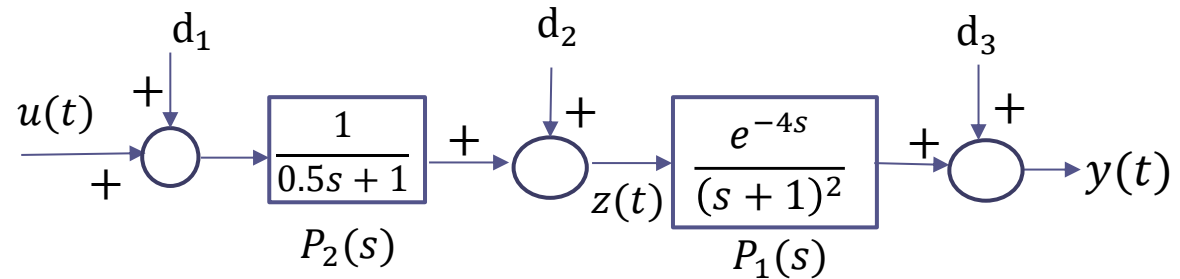 d₁
d₂
d₃
u(t)
+
+
1
0.5s + 1
P₂(s)
+
+
z(t)
e⁻⁴ˢ
(s + 1)²
P₁(s)
+
+
y(t)